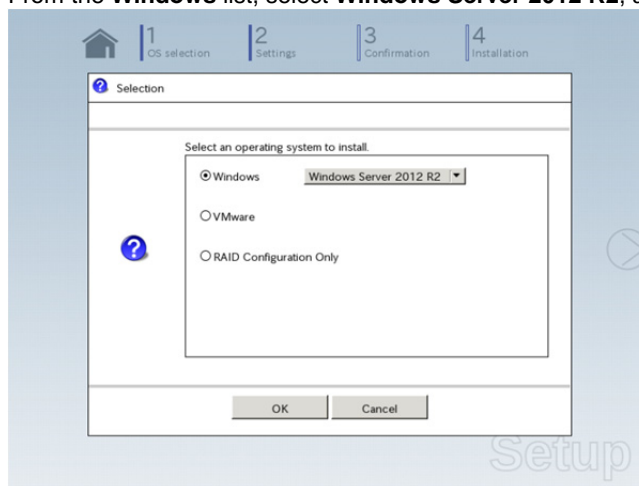 From the Windows list, select Windows Server 2012 R2,
1 OS selection
2 Settings
3 Confirmation
4 Installation
Selection
Select an operating system to install.
Windows Windows Server 2012 R2
VMware
RAID Configuration Only
OK Cancel
Setup